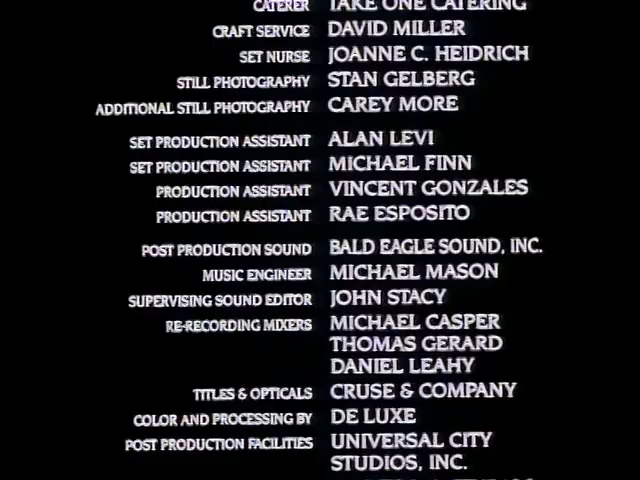 CATERER TAKE ONE CATERING
CRAFT SERVICE DAVID MILLER
SET NURSE JOANNE C. HEIDRICH
STILL PHOTOGRAPHY STAN GELBERG
ADDITIONAL STILL PHOTOGRAPHY CAREY MORE
SET PRODUCTION ASSISTANT ALAN LEVI
SET PRODUCTION ASSISTANT MICHAEL FINN
PRODUCTION ASSISTANT VINCENT GONZALES
PRODUCTION ASSISTANT RAE ESPOSITO
POST PRODUCTION SOUND BALD EAGLE SOUND, INC.
MUSIC ENGINEER MICHAEL MASON
SUPERVISING SOUND EDITOR JOHN STACY
RE-RECORDING MIXERS MICHAEL CASPER
THOMAS GERARD
DANIEL LEAHY
TITLES & OPTICALS CRUSE & COMPANY
COLOR AND PROCESSING BY DE LUXE
POST PRODUCTION FACILITIES UNIVERSAL CITY
STUDIOS, INC.